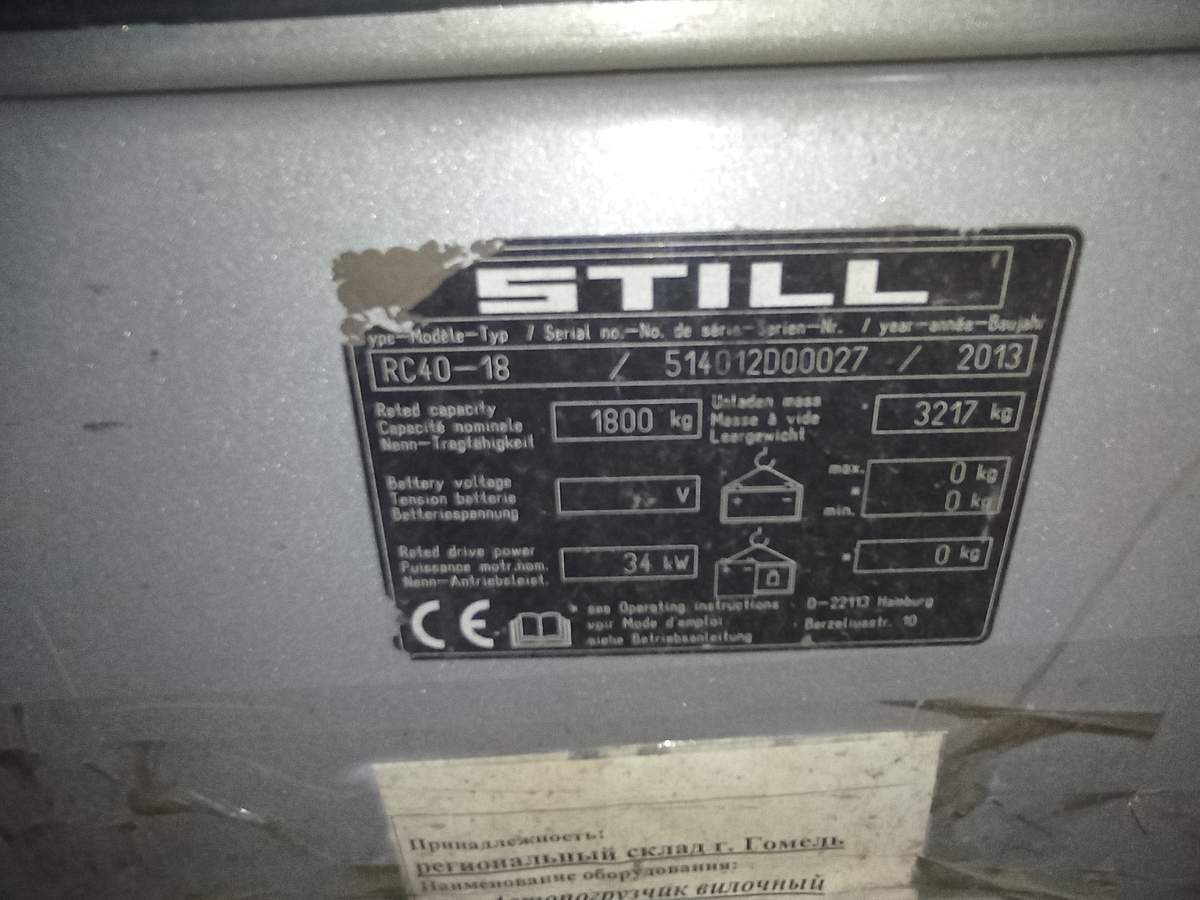 STILL
ype-Modèle-Typ / Serial no.-No. de série-Serien-Nr. / year-année-Baujahr
RC40-18 / 514012D00027 / 2013
Rated capacity
Capacité nominale
Nenn-Tragfähigkeit
1800 kg
Unladen mass
Masse à vide
Leergewicht
3217 kg
Battery voltage
Tension batterie
Batteriespannung
V
max. 0 kg
min. 0 kg
Rated drive power
Puissance motr.nom.
Nenn-Antriebsleist.
34 kW
* 0 kg
CE
* see Operating instructions
voir Mode d'emploi
siehe Betriebsanleitung
D-22113 Hamburg
Berzeliusstr. 10
Принадлежность:
региональный склад г. Гомель
Наименование оборудования:
Автопогрузчик вилочный